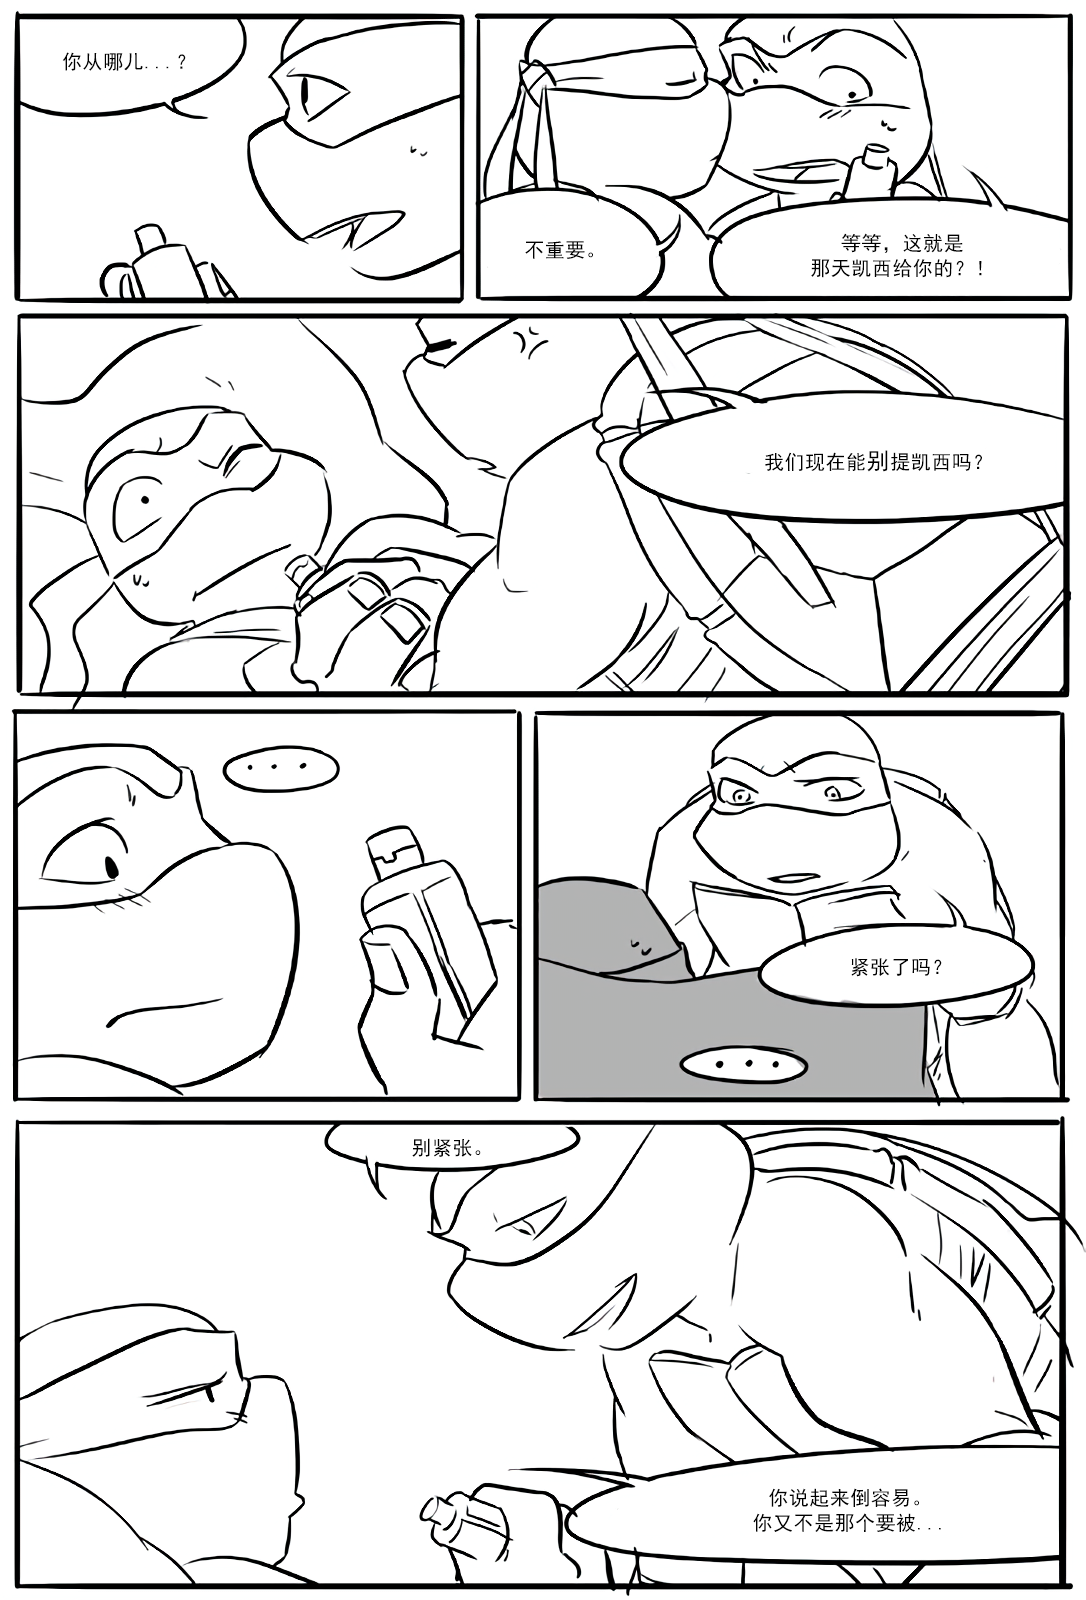 你从哪儿...？
不重要。
等等，这就是
那天凯西给你的？！
我们现在能别提凯西吗？
...
紧张了吗？
...
别紧张。
你说起来倒容易。
你又不是那个要被...